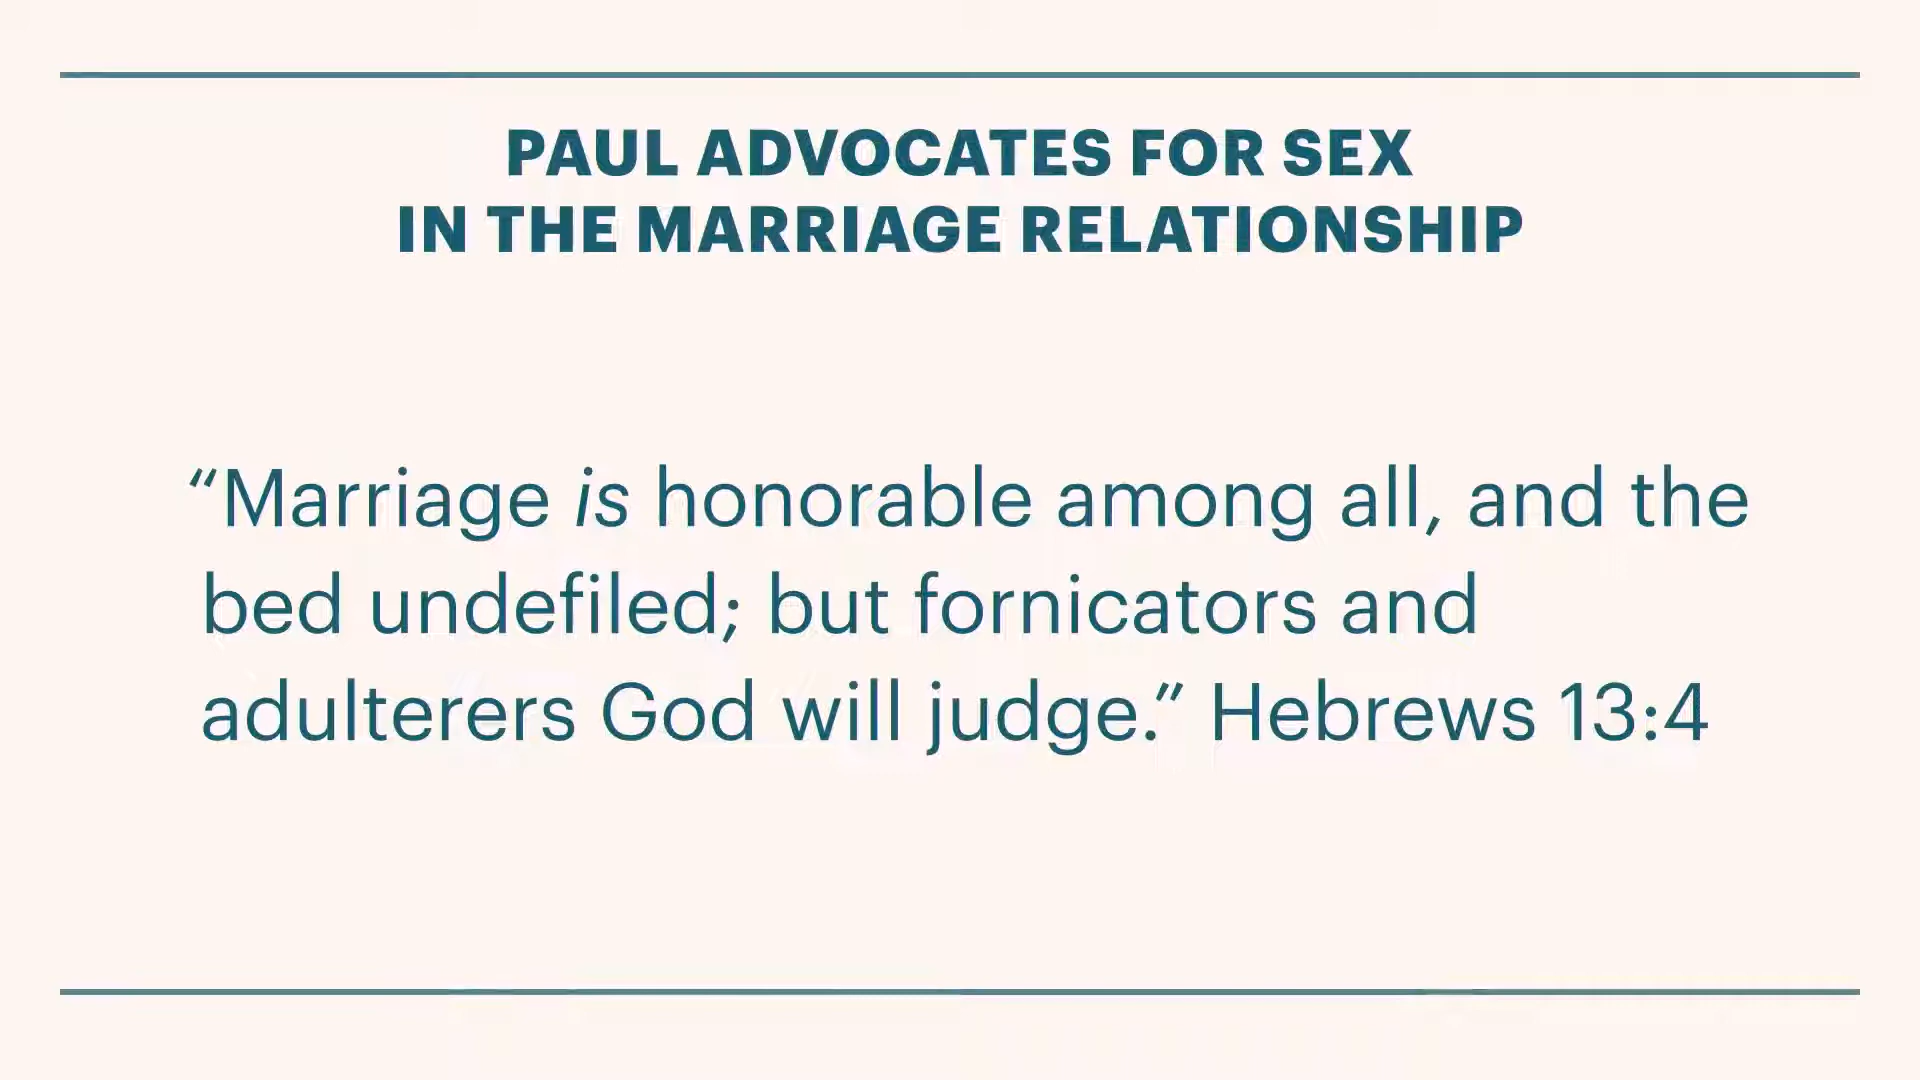 PAUL ADVOCATES FOR SEX
IN THE MARRIAGE RELATIONSHIP
“Marriage is honorable among all, and the
bed undefiled; but fornicators and
adulterers God will judge.” Hebrews 13:4